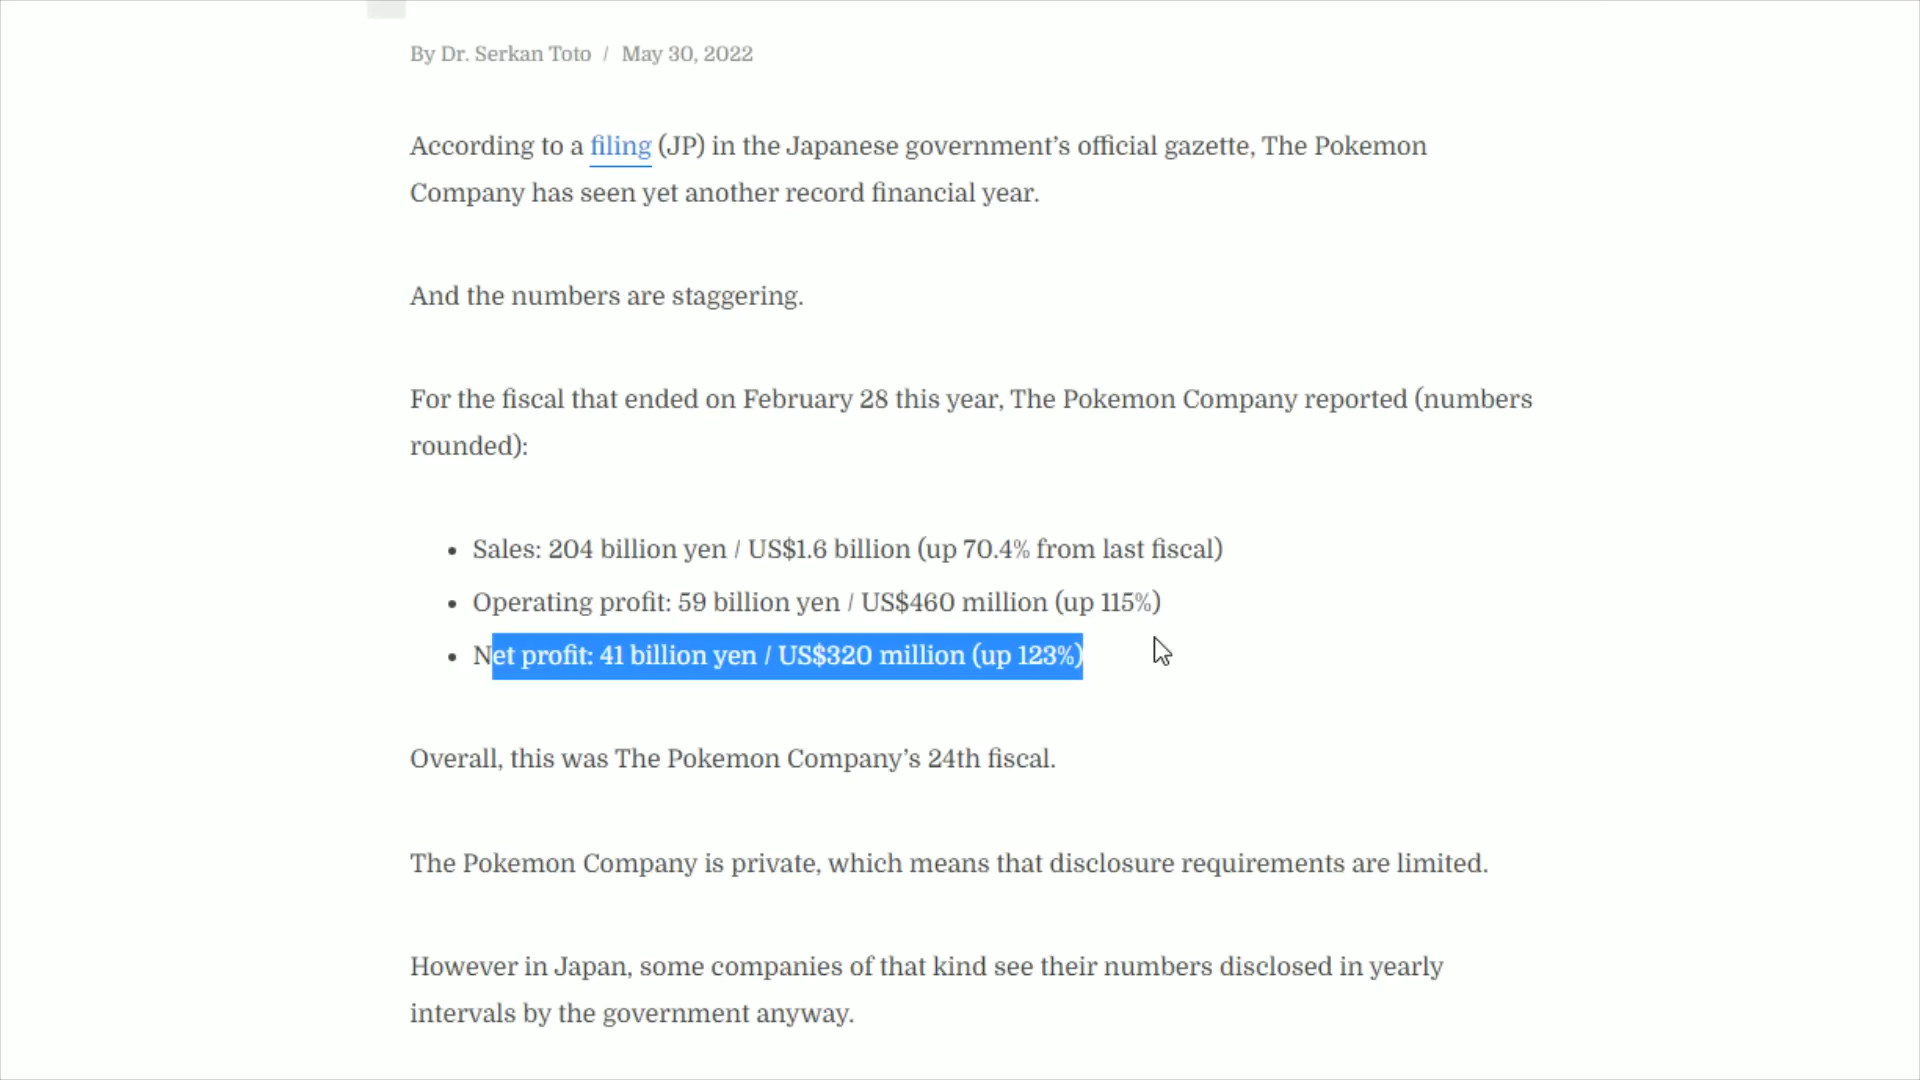 By Dr. Serkan Toto / May 30, 2022
According to a filing (JP) in the Japanese government’s official gazette, The Pokemon
Company has seen yet another record financial year.
And the numbers are staggering.
For the fiscal that ended on February 28 this year, The Pokemon Company reported (numbers
rounded):
• Sales: 204 billion yen / US$1.6 billion (up 70.4% from last fiscal)
• Operating profit: 59 billion yen / US$460 million (up 115%)
• Net profit: 41 billion yen / US$320 million (up 123%)
Overall, this was The Pokemon Company’s 24th fiscal.
The Pokemon Company is private, which means that disclosure requirements are limited.
However in Japan, some companies of that kind see their numbers disclosed in yearly
intervals by the government anyway.